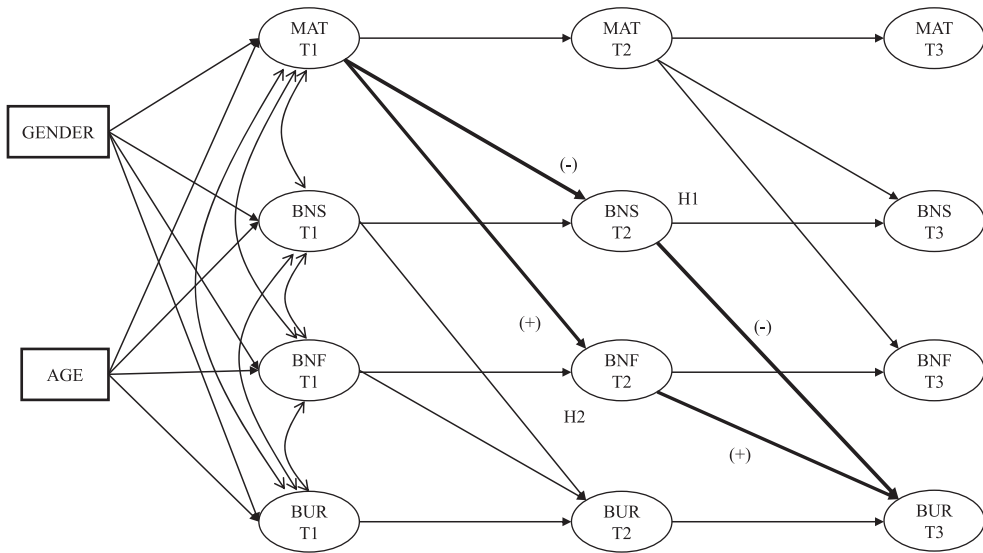 MAT
T1
MAT
T2
MAT
T3
GENDER
(-)
BNS
T1
BNS
T2
H1
BNS
T3
(+)
(-)
AGE
BNF
T1
BNF
T2
BNF
T3
H2
(+)
BUR
T1
BUR
T2
BUR
T3